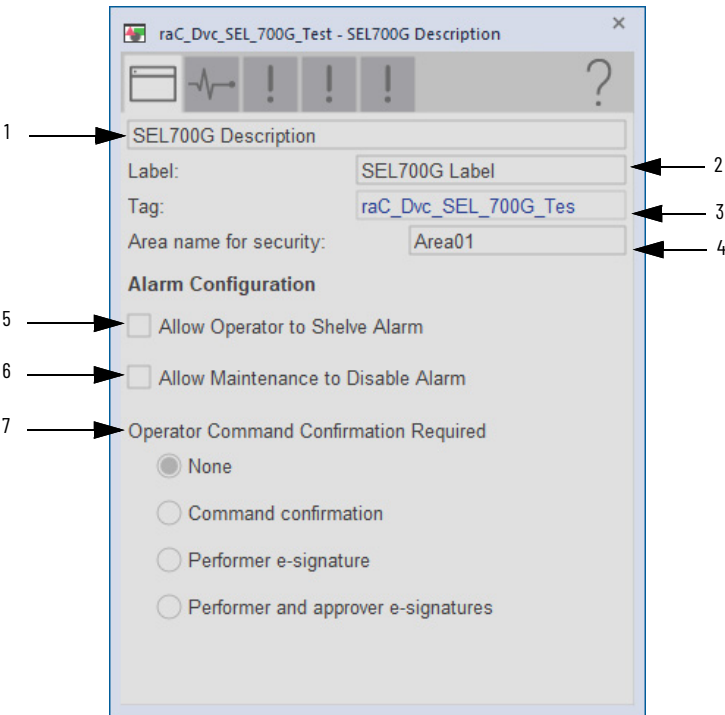 raC_Dvc_SEL_700G_Test - SEL700G Description
×
! ! ! ?
1 SEL700G Description
Label: SEL700G Label 2
Tag: raC_Dvc_SEL_700G_Tes 3
Area name for security: Area01 4
Alarm Configuration
5 Allow Operator to Shelve Alarm
6 Allow Maintenance to Disable Alarm
7 Operator Command Confirmation Required
None
Command confirmation
Performer e-signature
Performer and approver e-signatures